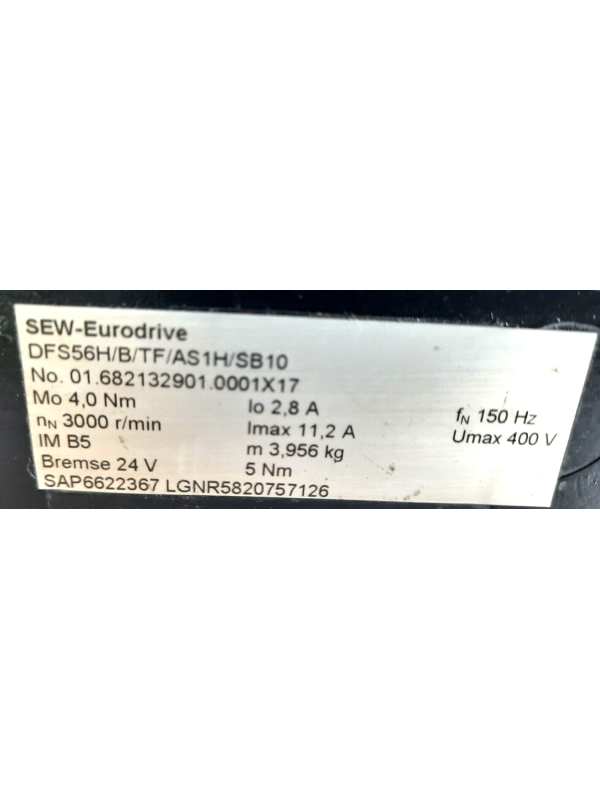 SEW-Eurodrive
DFS56H/B/TF/AS1H/SB10
No. 01.682132901.0001X17
Mo 4,0 Nm Io 2,8 A fN 150 Hz
nN 3000 r/min Imax 11,2 A Umax 400 V
IM B5 m 3,956 kg
Bremse 24 V 5 Nm
SAP6622367 LGNR5820757126